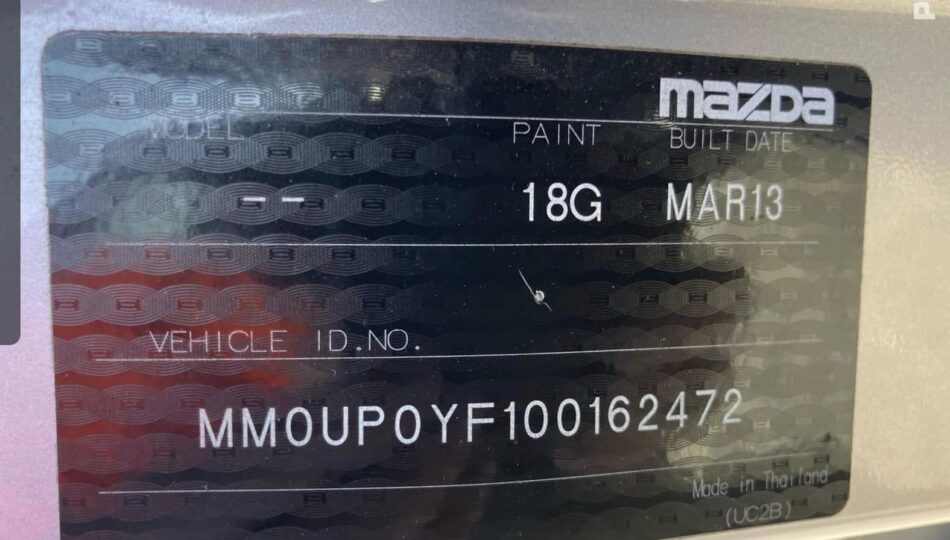 mazda
MODEL PAINT BUILT DATE
-- 18G MAR13
VEHICLE ID.NO.
MM0UP0YF100162472
Made in Thailand
(UC2B)